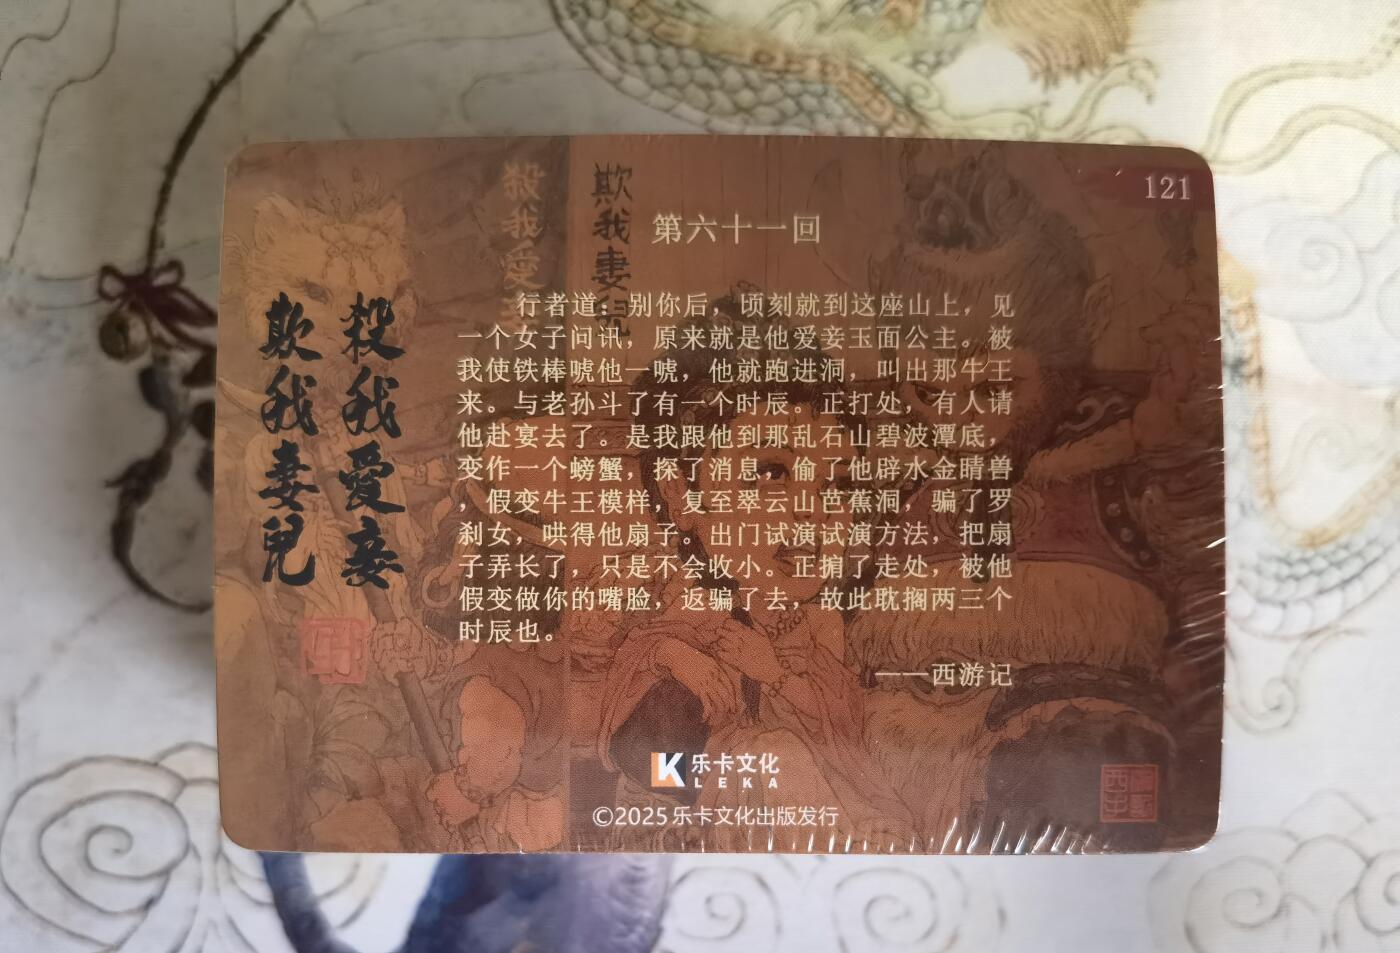 121
殺我愛
欺我妻兒
第六十一回
殺我愛妾
欺我妻兒
行者道：别你后，顷刻就到这座山上，见
一个女子问讯，原来就是他爱妾玉面公主。被
我使铁棒唬他一唬，他就跑进洞，叫出那牛王
来。与老孙斗了有一个时辰。正打处，有人请
他赴宴去了。是我跟他到那乱石山碧波潭底，
变作一个螃蟹，探了消息，偷了他辟水金睛兽
，假变牛王模样，复至翠云山芭蕉洞，骗了罗
刹女，哄得他扇子。出门试演试演方法，把扇
子弄长了，只是不会收小。正掮了走处，被他
假变做你的嘴脸，返骗了去，故此耽搁两三个
时辰也。
——西游记
K 乐卡文化
LEKA
©2025 乐卡文化出版发行